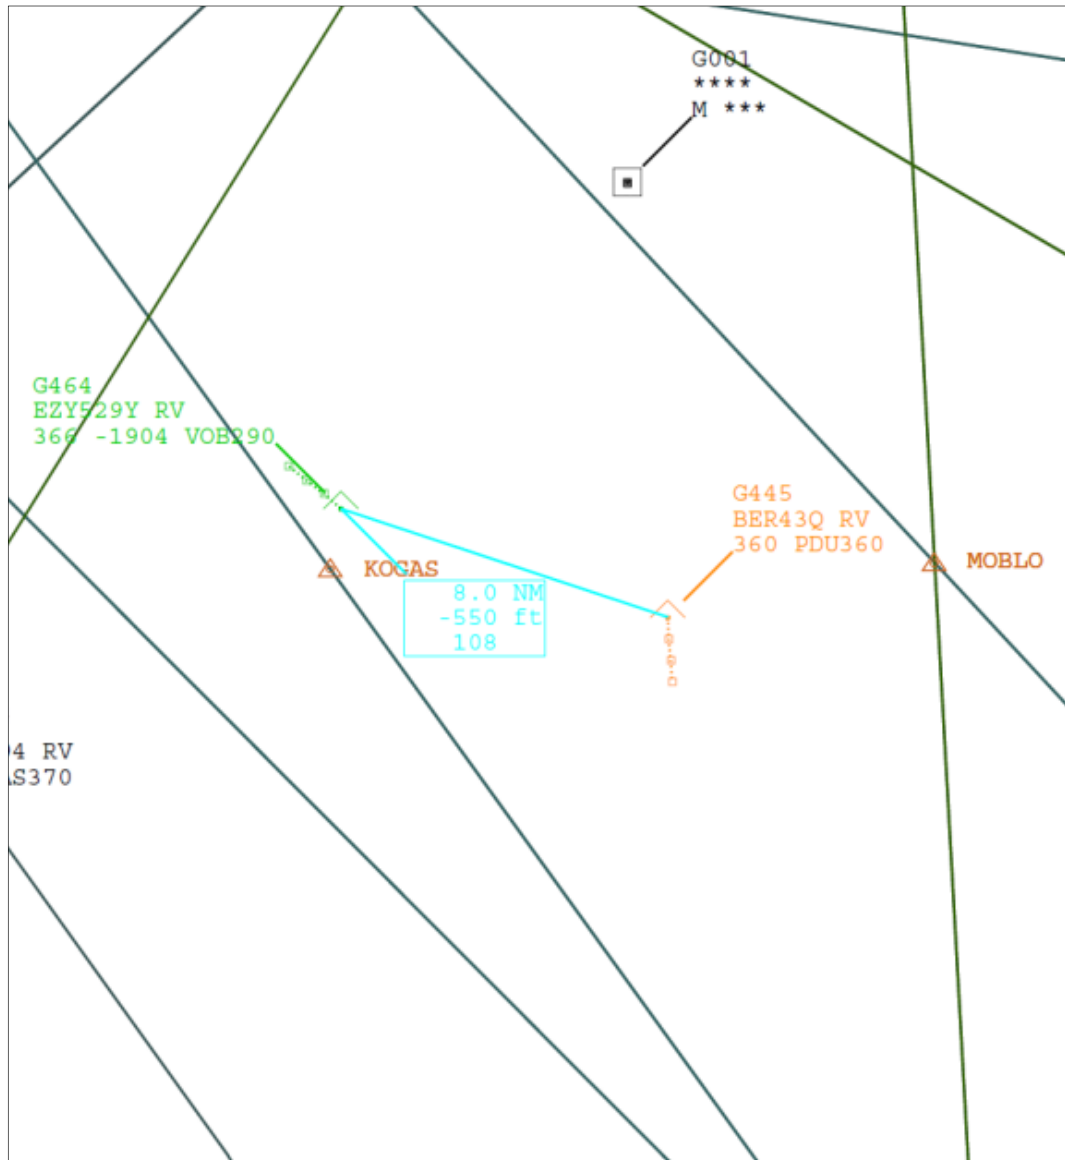 G001
****
M ***
G464
EZY529Y RV
366 -1904 VOB290
G445
BER43Q RV
360 PDU360
MOBLO
KOGAS
8.0 NM
-550 ft
108
4 RV
S370